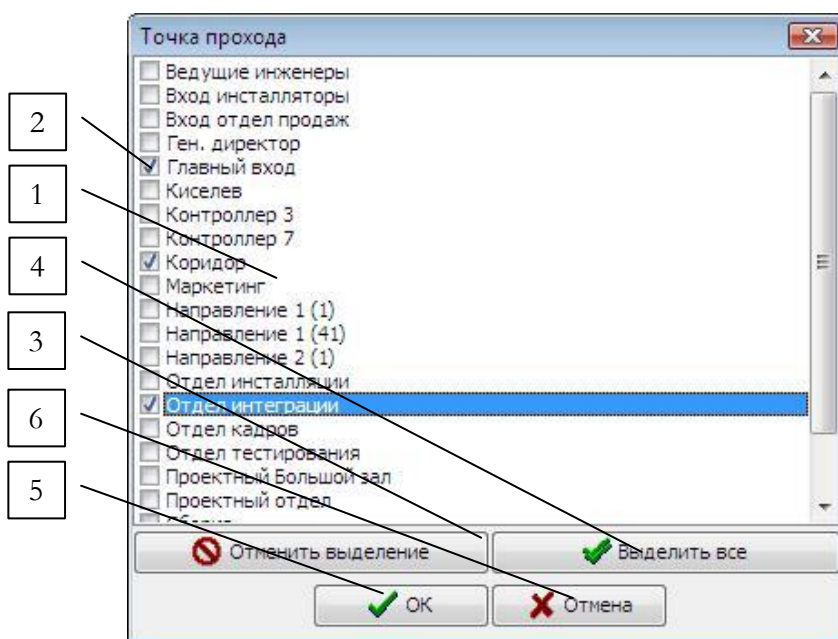 Точка прохода
Ведущие инженеры
Вход инсталляторы
2
Вход отдел продаж
Ген. директор
Главный вход
1
Киселев
Контроллер 3
Контроллер 7
4
Коридор
Маркетинг
Направление 1 (1)
3
Направление 1 (41)
Направление 2 (1)
Отдел инсталляции
Отдел интеграции
6
Отдел кадров
Отдел тестирования
Проектный Большой зал
5
Проектный отдел
Отменить выделение
Выделить все
ОК
Отмена